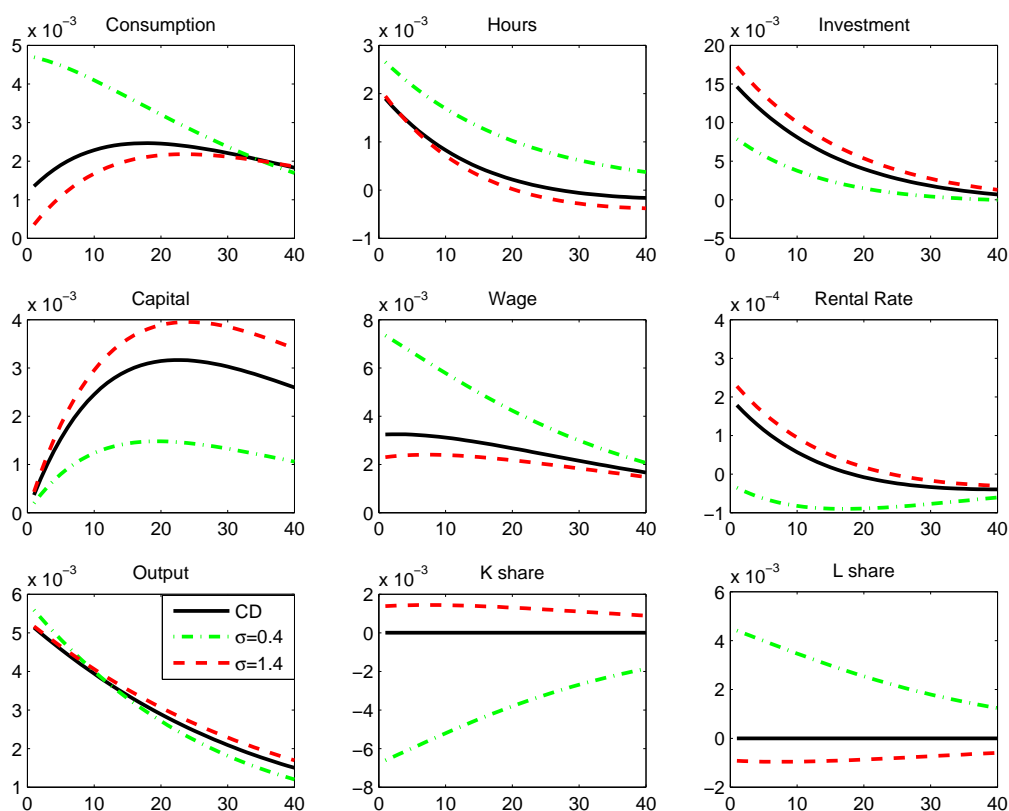 Consumption
x 10⁻³
5
4
3
2
1
0
0 10 20 30 40
Hours
x 10⁻³
3
2
1
0
−1
0 10 20 30 40
Investment
x 10⁻³
20
15
10
5
0
−5
0 10 20 30 40
Capital
x 10⁻³
4
3
2
1
0
0 10 20 30 40
Wage
x 10⁻³
8
6
4
2
0
0 10 20 30 40
Rental Rate
x 10⁻⁴
4
3
2
1
0
−1
0 10 20 30 40
Output
x 10⁻³
6
5
4
3
2
1
0 10 20 30 40
CD
σ=0.4
σ=1.4
K share
x 10⁻³
2
0
−2
−4
−6
−8
0 10 20 30 40
L share
x 10⁻³
6
4
2
0
−2
0 10 20 30 40